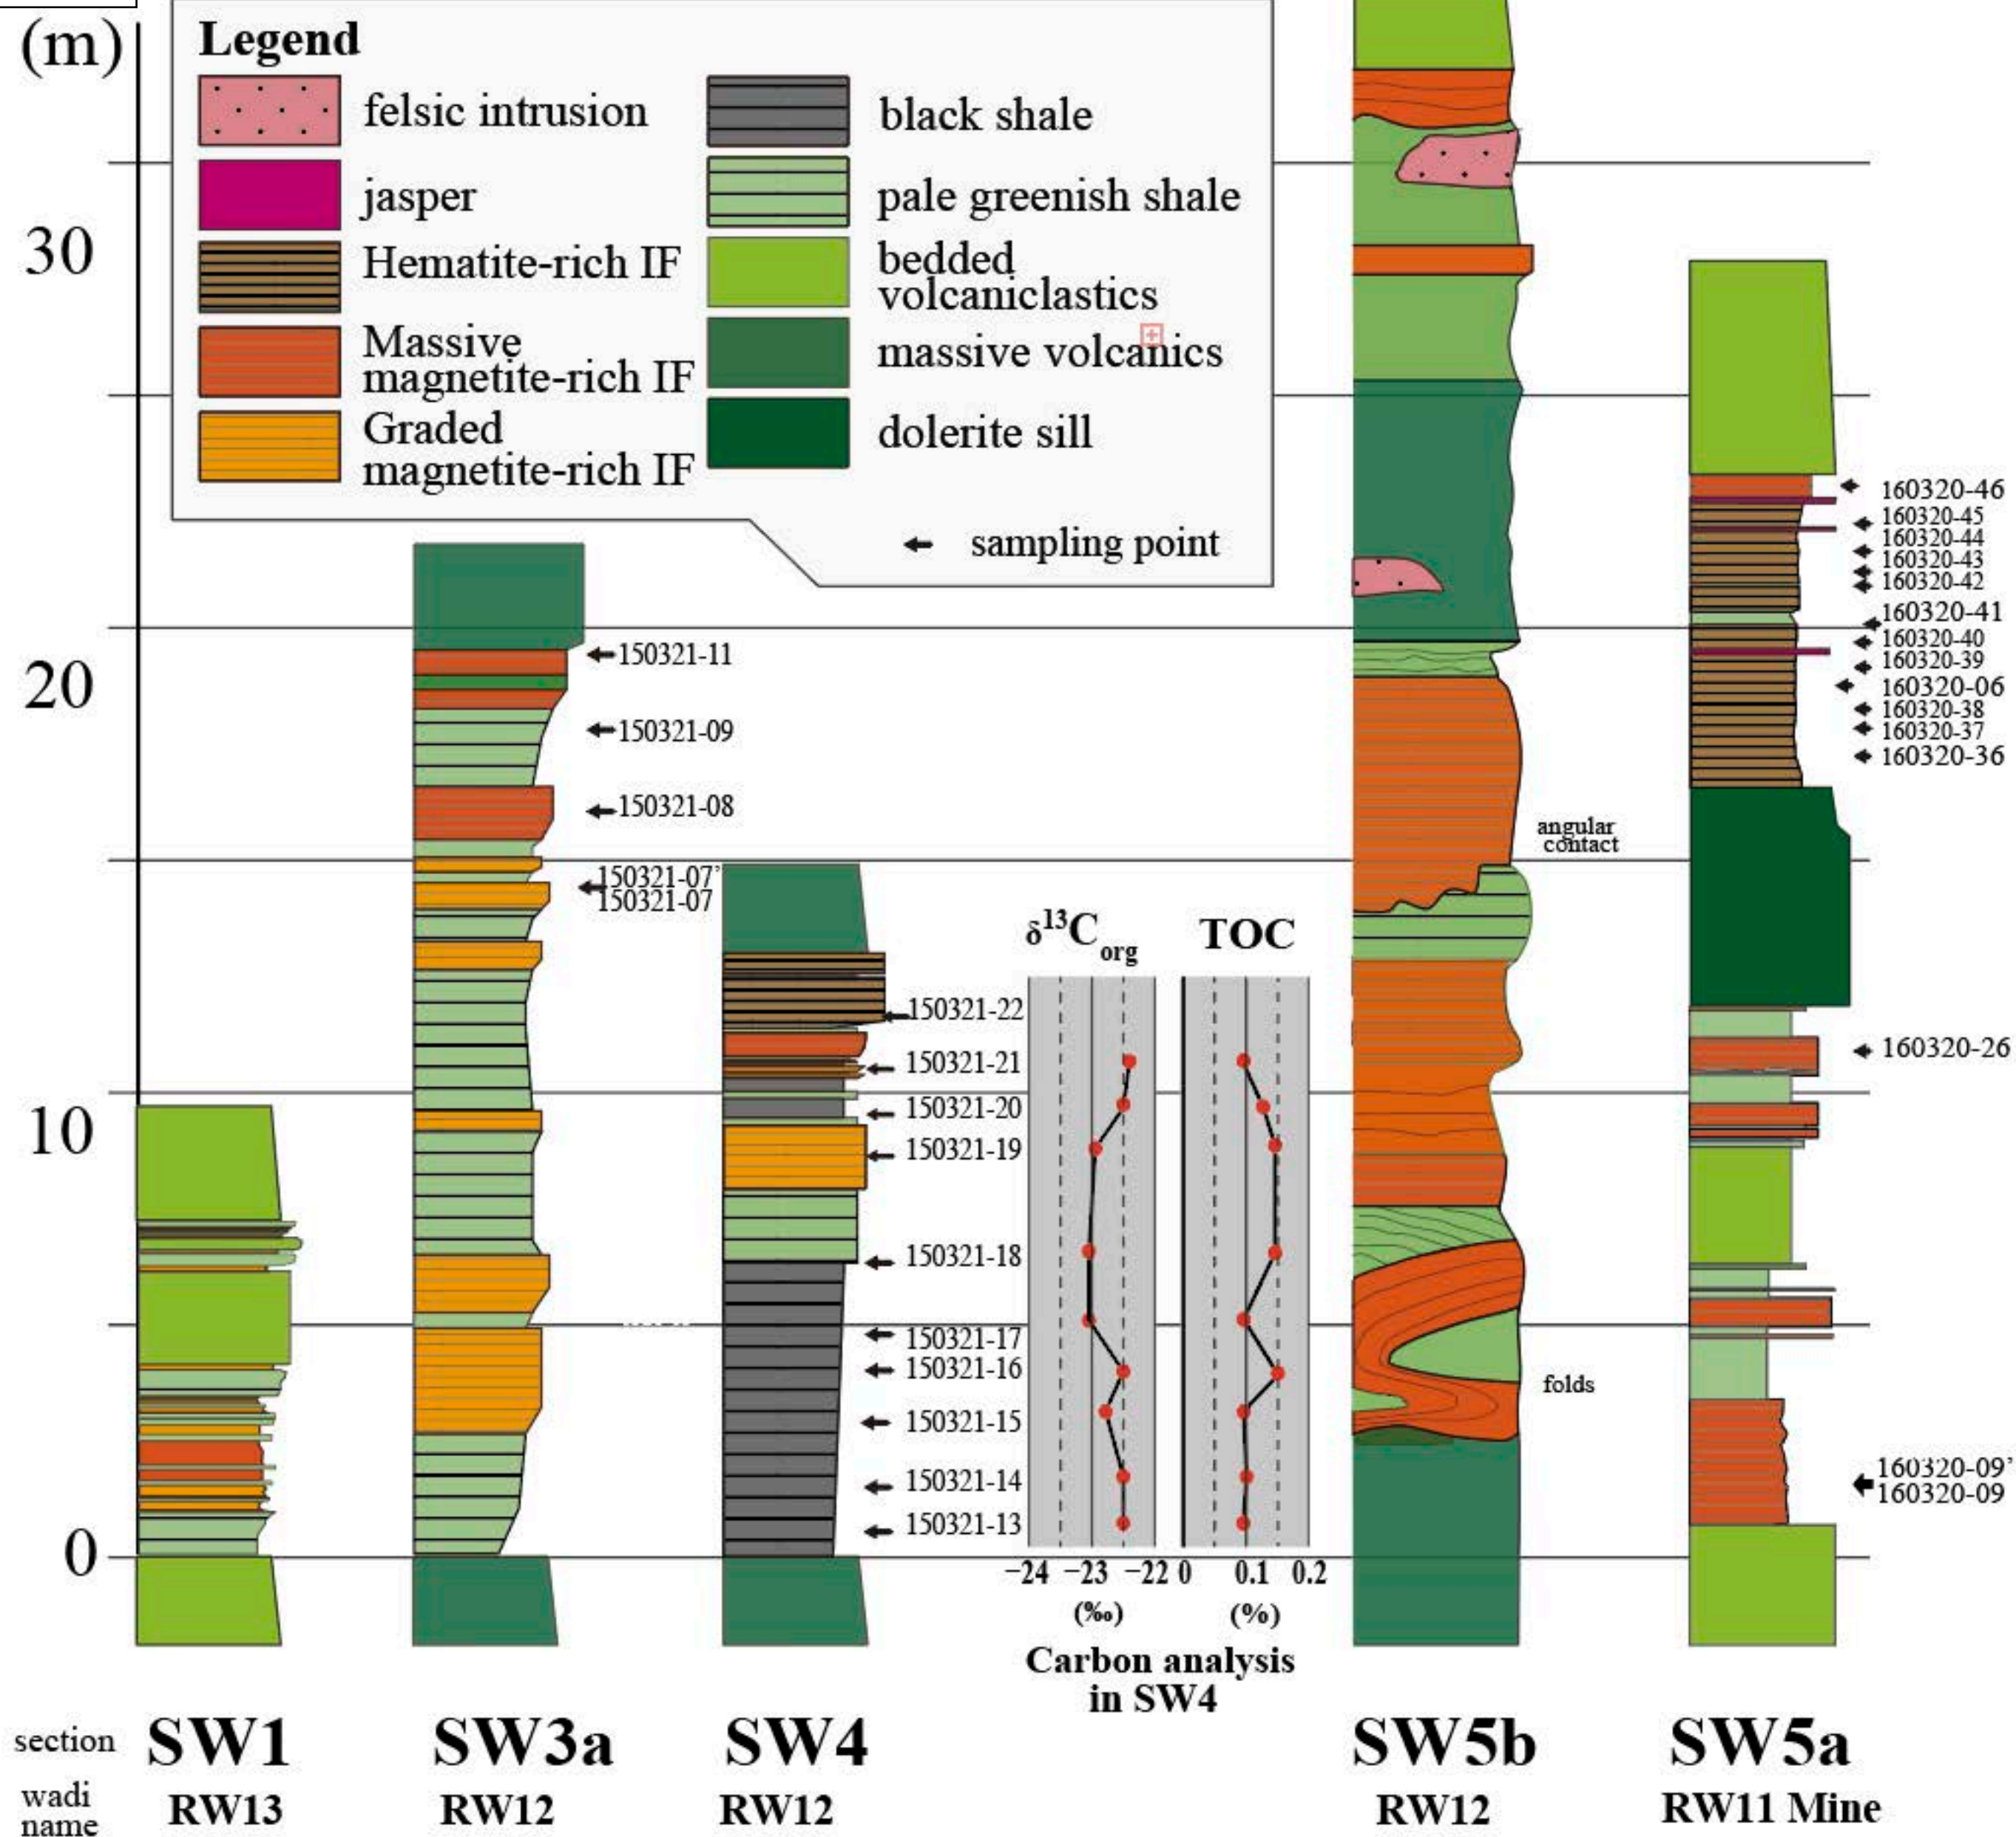 (m)
30
20
10
0
Legend
felsic intrusion
jasper
Hematite-rich IF
Massive
magnetite-rich IF
Graded
magnetite-rich IF
black shale
pale greenish shale
bedded
volcaniclastics
massive volcanics
dolerite sill
sampling point
150321-11
150321-09
150321-08
150321-07'
150321-07
150321-22
150321-21
150321-20
150321-19
150321-18
150321-17
150321-16
150321-15
150321-14
150321-13
δ13Corg
TOC
−24 −23 −22
0 0.1 0.2
(‰)
(%)
Carbon analysis
in SW4
angular
contact
folds
160320-46
160320-45
160320-44
160320-43
160320-42
160320-41
160320-40
160320-39
160320-06
160320-38
160320-37
160320-36
160320-26
160320-09'
160320-09
section SW1 SW3a SW4 SW5b SW5a
wadi
name
RW13 RW12 RW12 RW12 RW11 Mine